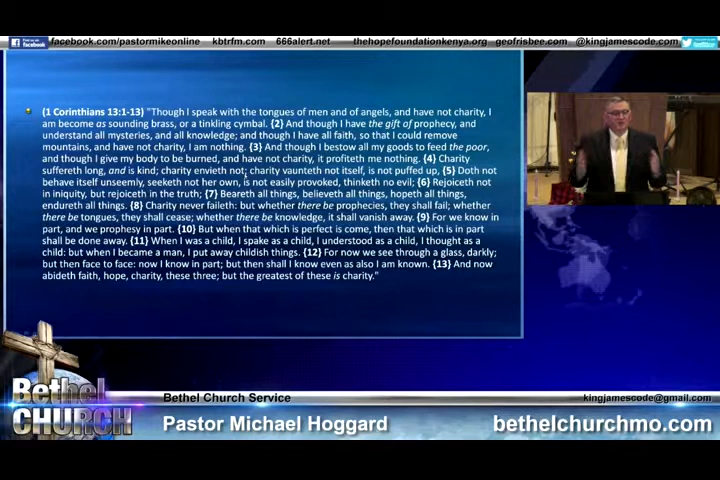 Find us on facebook facebook.com/pastormikeonline kbtrfm.com 666alert.net thehopefoundationkenya.org geofrisbee.com @kingjamescode.com twitter
(1 Corinthians 13:1-13) "Though I speak with the tongues of men and of angels, and have not charity, I
am become as sounding brass, or a tinkling cymbal. {2} And though I have the gift of prophecy, and
understand all mysteries, and all knowledge; and though I have all faith, so that I could remove
mountains, and have not charity, I am nothing. {3} And though I bestow all my goods to feed the poor,
and though I give my body to be burned, and have not charity, it profiteth me nothing. {4} Charity
suffereth long, and is kind; charity envieth not; charity vaunteth not itself, is not puffed up, {5} Doth not
behave itself unseemly, seeketh not her own, is not easily provoked, thinketh no evil; {6} Rejoiceth not
in iniquity, but rejoiceth in the truth; {7} Beareth all things, believeth all things, hopeth all things,
endureth all things. {8} Charity never faileth: but whether there be prophecies, they shall fail; whether
there be tongues, they shall cease; whether there be knowledge, it shall vanish away. {9} For we know in
part, and we prophesy in part. {10} But when that which is perfect is come, then that which is in part
shall be done away. {11} When I was a child, I spake as a child, I understood as a child, I thought as a
child: but when I became a man, I put away childish things. {12} For now we see through a glass, darkly;
but then face to face: now I know in part; but then shall I know even as also I am known. {13} And now
abideth faith, hope, charity, these three; but the greatest of these is charity."
Bethel
CHURCH
Bethel Church Service kingjamescode@gmail.com
Pastor Michael Hoggard bethelchurchmo.com